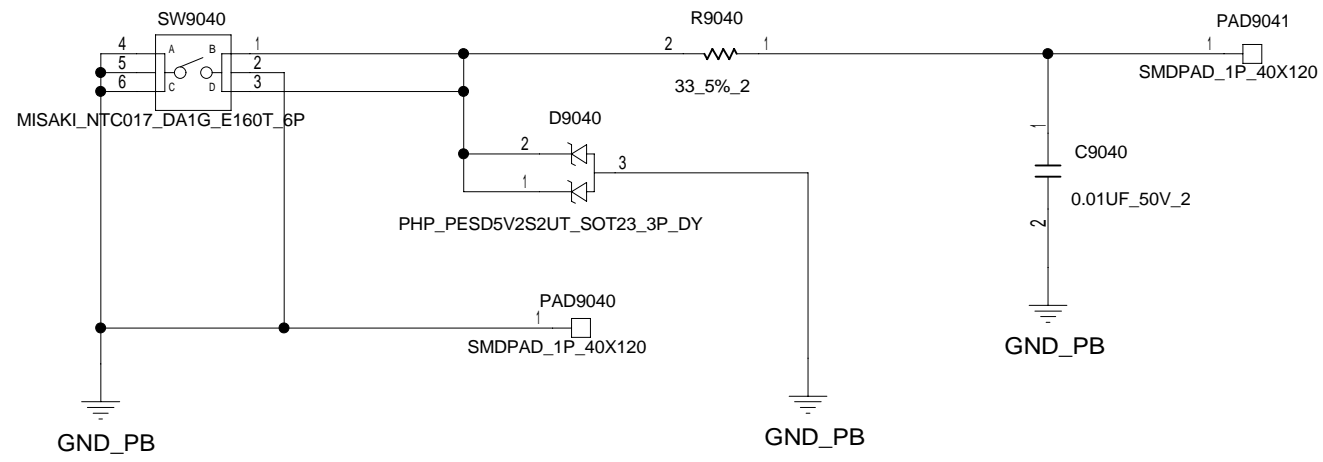 SW9040
R9040
PAD9041
4
A
B
1
2
1
1
5
2
6
C
D
3
SMDPAD_1P_40X120
33_5%_2
MISAKI_NTC017_DA1G_E160T_6P
D9040
1
2
C9040
3
1
0.01UF_50V_2
PHP_PESD5V2S2UT_SOT23_3P_DY
2
PAD9040
1
SMDPAD_1P_40X120
GND_PB
GND_PB
GND_PB